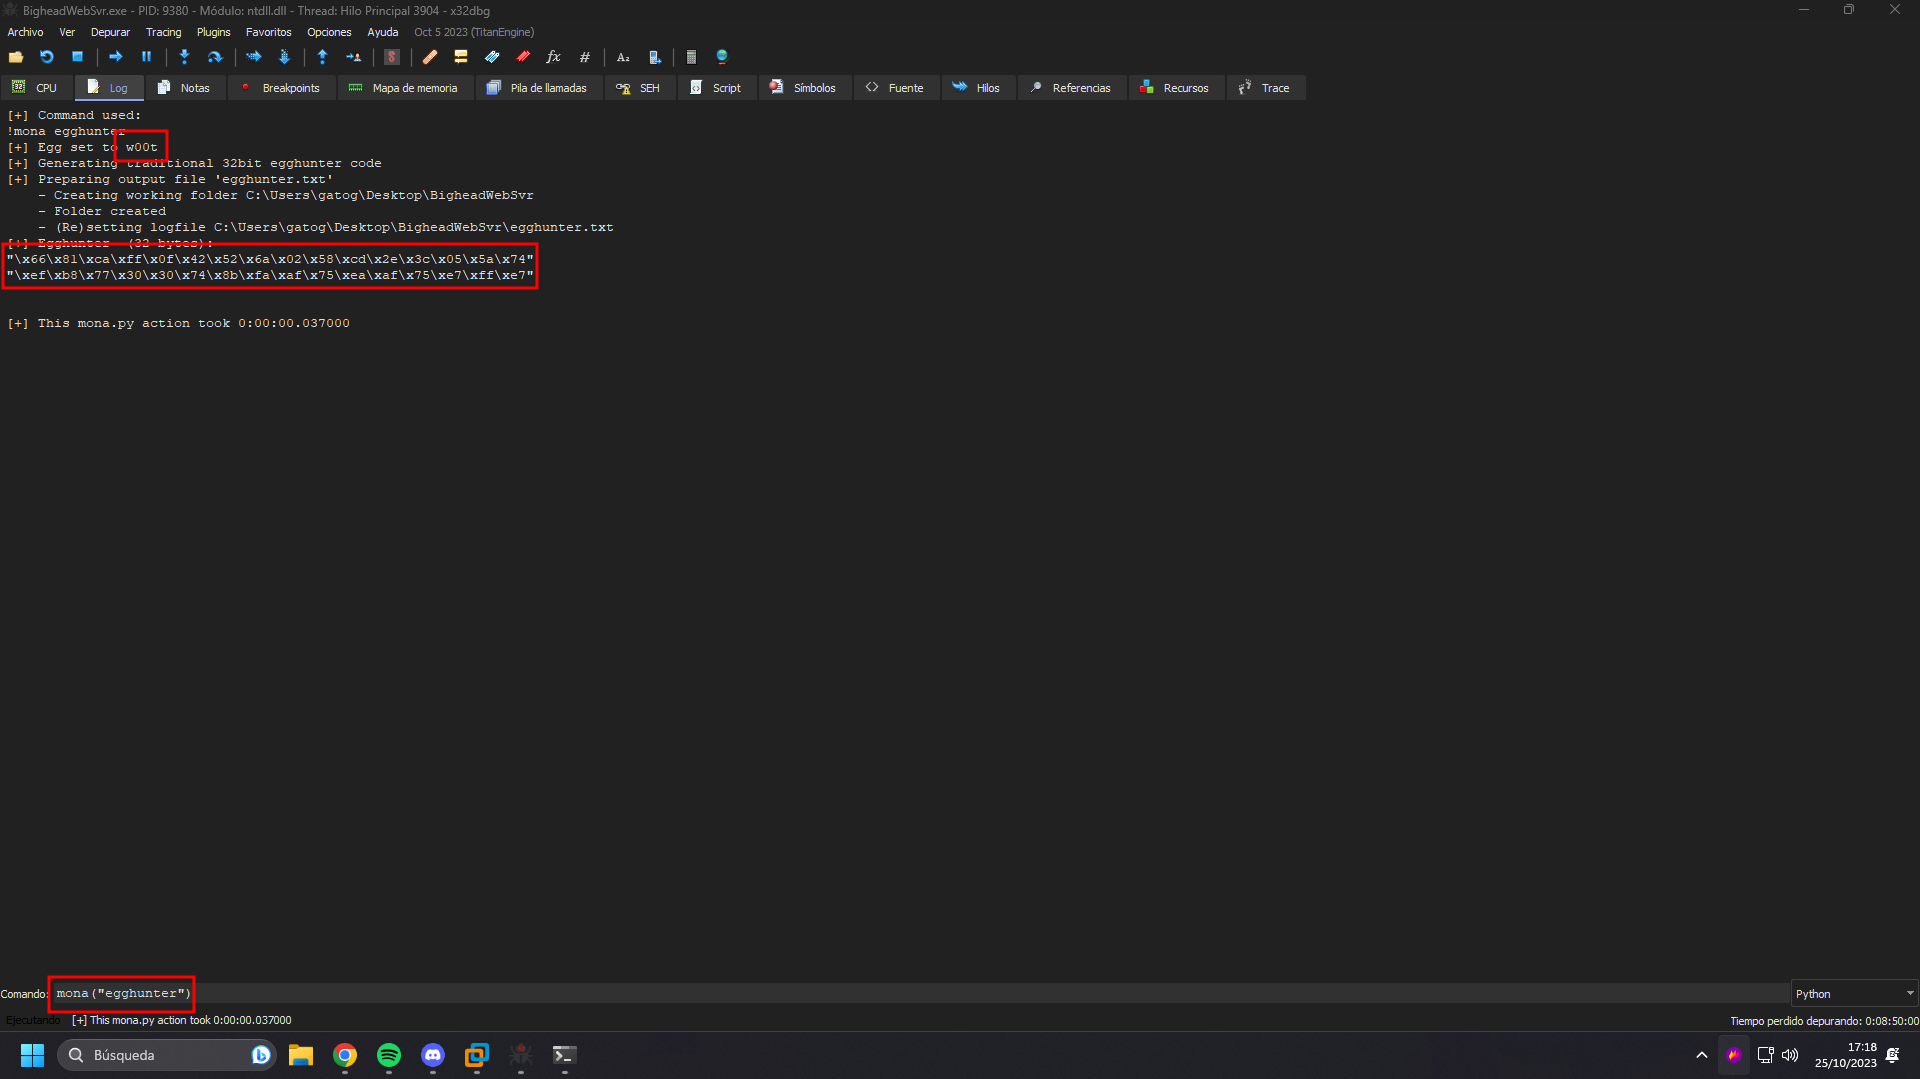 BigheadWebSvr.exe - PID: 9380 - Módulo: ntdll.dll - Thread: Hilo Principal 3904 - x32dbg
Archivo Ver Depurar Tracing Plugins Favoritos Opciones Ayuda Oct 5 2023 (TitanEngine)
CPU Log Notas Breakpoints Mapa de memoria Pila de llamadas SEH Script Símbolos Fuente Hilos Referencias Recursos Trace
[+] Command used:
!mona egghunter
[+] Egg set to w00t
[+] Generating traditional 32bit egghunter code
[+] Preparing output file 'egghunter.txt'
- Creating working folder C:\Users\gatog\Desktop\BigheadWebSvr
- Folder created
- (Re)setting logfile C:\Users\gatog\Desktop\BigheadWebSvr\egghunter.txt
[+] Egghunter (32 bytes):
"\x66\x81\xca\xff\x0f\x42\x52\x6a\x02\x58\xcd\x2e\x3c\x05\x5a\x74"
"\xef\xb8\x77\x30\x30\x74\x8b\xfa\xaf\x75\xea\xaf\x75\xe7\xff\xe7"
[+] This mona.py action took 0:00:00.037000
Comando: mona("egghunter") Python
Ejecutando [+] This mona.py action took 0:00:00.037000 Tiempo perdido depurando: 0:08:50:00
Búsqueda
17:18
25/10/2023